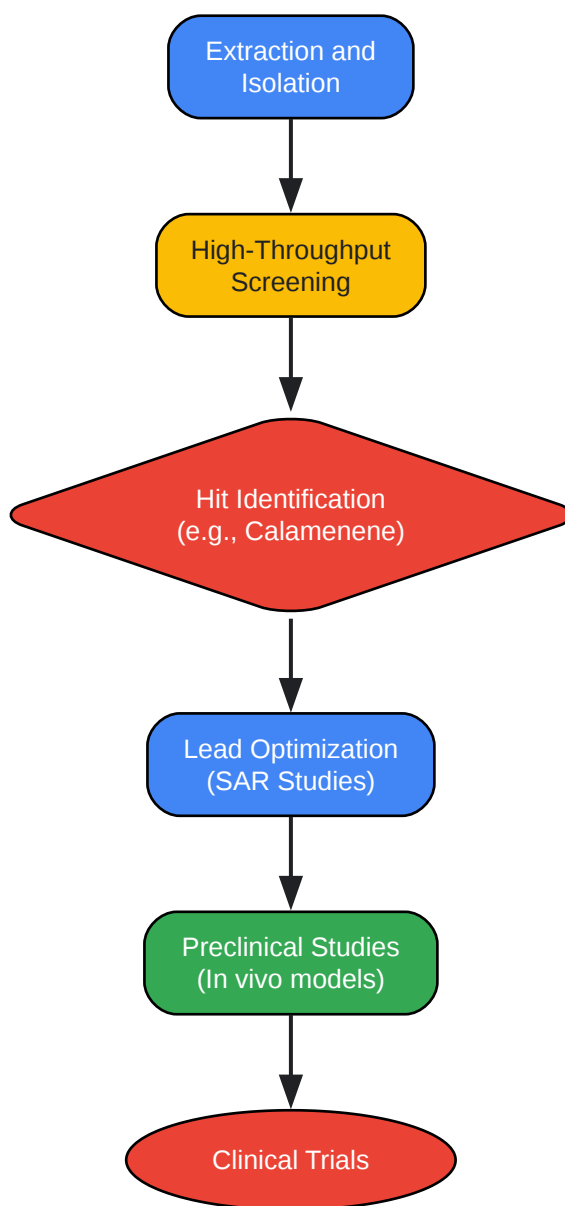 Extraction and
Isolation
High-Throughput
Screening
Hit Identification
(e.g., Calamenene)
Lead Optimization
(SAR Studies)
Preclinical Studies
(In vivo models)
Clinical Trials